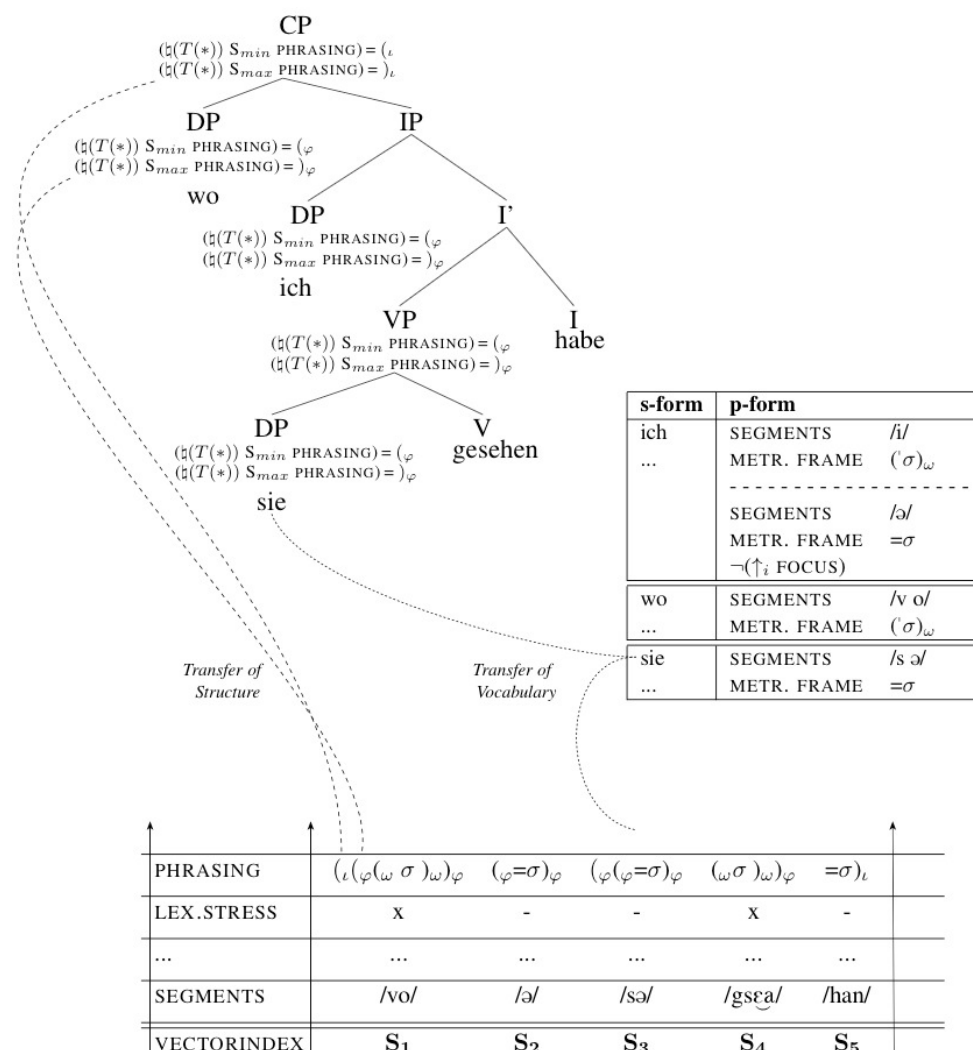 CP
(♮(T(∗)) S_min PHRASING) = (ι
(♮(T(∗)) S_max PHRASING) = )ι
DP IP
(♮(T(∗)) S_min PHRASING) = (φ
(♮(T(∗)) S_max PHRASING) = )φ
wo
DP I’
(♮(T(∗)) S_min PHRASING) = (φ
(♮(T(∗)) S_max PHRASING) = )φ
ich
VP I
(♮(T(∗)) S_min PHRASING) = (φ habe
(♮(T(∗)) S_max PHRASING) = )φ
DP V
(♮(T(∗)) S_min PHRASING) = (φ gesehen
(♮(T(∗)) S_max PHRASING) = )φ
sie
s-form p-form
ich SEGMENTS /i/
... METR. FRAME (ˈσ)ω
- - - - - - - - - - - - - - - - - - -
SEGMENTS /ə/
METR. FRAME =σ
¬(↑i FOCUS)
wo SEGMENTS /v o/
... METR. FRAME (ˈσ)ω
sie SEGMENTS /s ə/
... METR. FRAME =σ
Transfer of
Structure
Transfer of
Vocabulary
PHRASING (ι(φ(ω σ )ω)φ (φ=σ)φ (φ(φ=σ)φ (ωσ )ω)φ =σ)ι
LEX.STRESS x - - x -
... ... ... ... ... ...
SEGMENTS /vo/ /ə/ /sə/ /gsɛ͜a/ /han/
VECTORINDEX S1 S2 S3 S4 S5